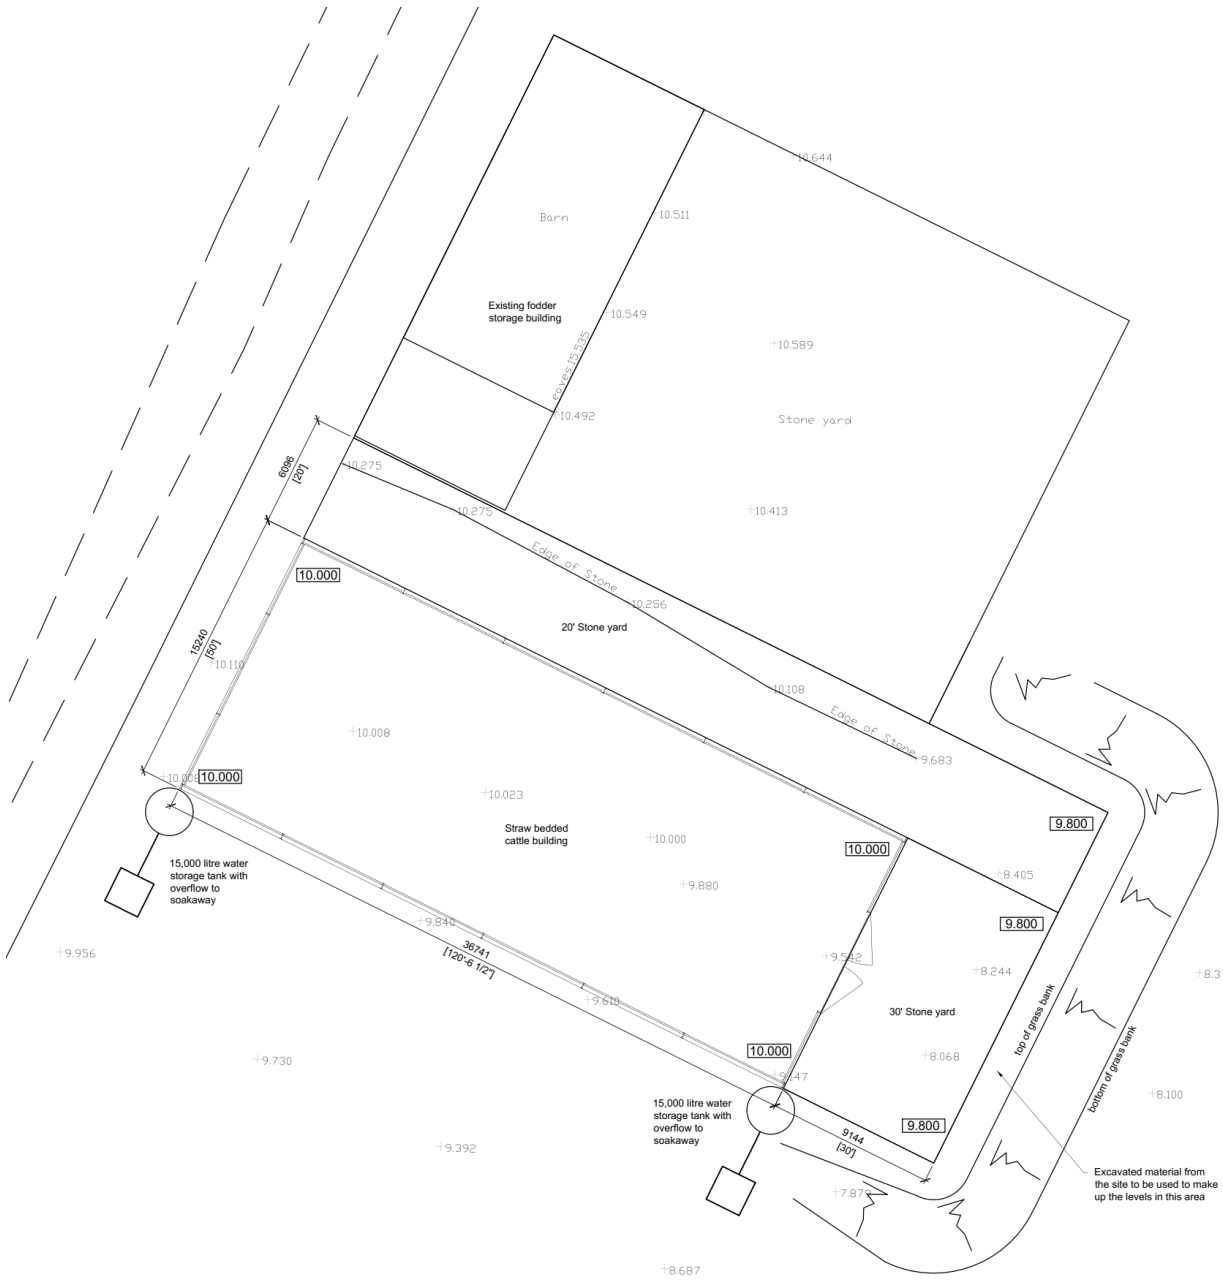 10.644
Barn
10.511
Existing fodder
storage building
10.549
eaves 15.535
10.589
10.492
Stone yard
6096
[20']
10.275
10.275
10.413
Edge of Stone
10.000
10.256
20' Stone yard
15240
[50']
10.110
10.108
Edge of Stone
10.008
9.683
10.008
10.000
10.023
Straw bedded
cattle building
10.000
10.000
9.800
15,000 litre water
storage tank with
overflow to
soakaway
9.880
8.405
9.840
9.800
36741
[120'-6 1/2"]
9.956
9.542
8.244
8.3
9.610
30' Stone yard
top of grass bank
bottom of grass bank
10.000
9.730
8.068
9.147
8.100
15,000 litre water
storage tank with
overflow to
soakaway
9.800
9144
[30']
9.392
7.879
Excavated material from
the site to be used to make
up the levels in this area
8.687